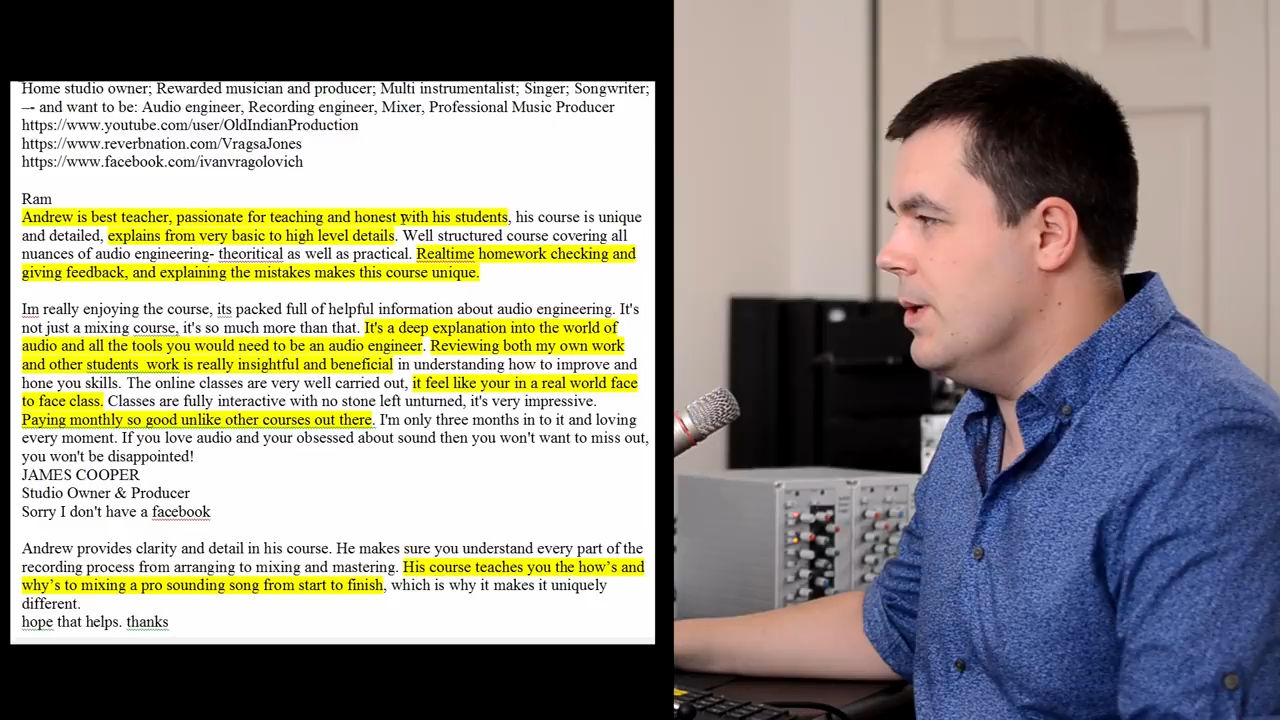 Home studio owner; Rewarded musician and producer; Multi instrumentalist; Singer; Songwriter;
--- and want to be: Audio engineer, Recording engineer, Mixer, Professional Music Producer
https://www.youtube.com/user/OldIndianProduction
https://www.reverbnation.com/VragsaJones
https://www.facebook.com/ivanvragolovich
Ram
Andrew is best teacher, passionate for teaching and honest with his students, his course is unique
and detailed, explains from very basic to high level details. Well structured course covering all
nuances of audio engineering- theoritical as well as practical. Realtime homework checking and
giving feedback, and explaining the mistakes makes this course unique.
Im really enjoying the course, its packed full of helpful information about audio engineering. It's
not just a mixing course, it's so much more than that. It's a deep explanation into the world of
audio and all the tools you would need to be an audio engineer. Reviewing both my own work
and other students  work is really insightful and beneficial in understanding how to improve and
hone you skills. The online classes are very well carried out, it feel like your in a real world face
to face class. Classes are fully interactive with no stone left unturned, it's very impressive.
Paying monthly so good unlike other courses out there. I'm only three months in to it and loving
every moment. If you love audio and your obsessed about sound then you won't want to miss out,
you won't be disappointed!
JAMES COOPER
Studio Owner & Producer
Sorry I don't have a facebook
Andrew provides clarity and detail in his course. He makes sure you understand every part of the
recording process from arranging to mixing and mastering. His course teaches you the how’s and
why’s to mixing a pro sounding song from start to finish, which is why it makes it uniquely
different.
hope that helps. thanks